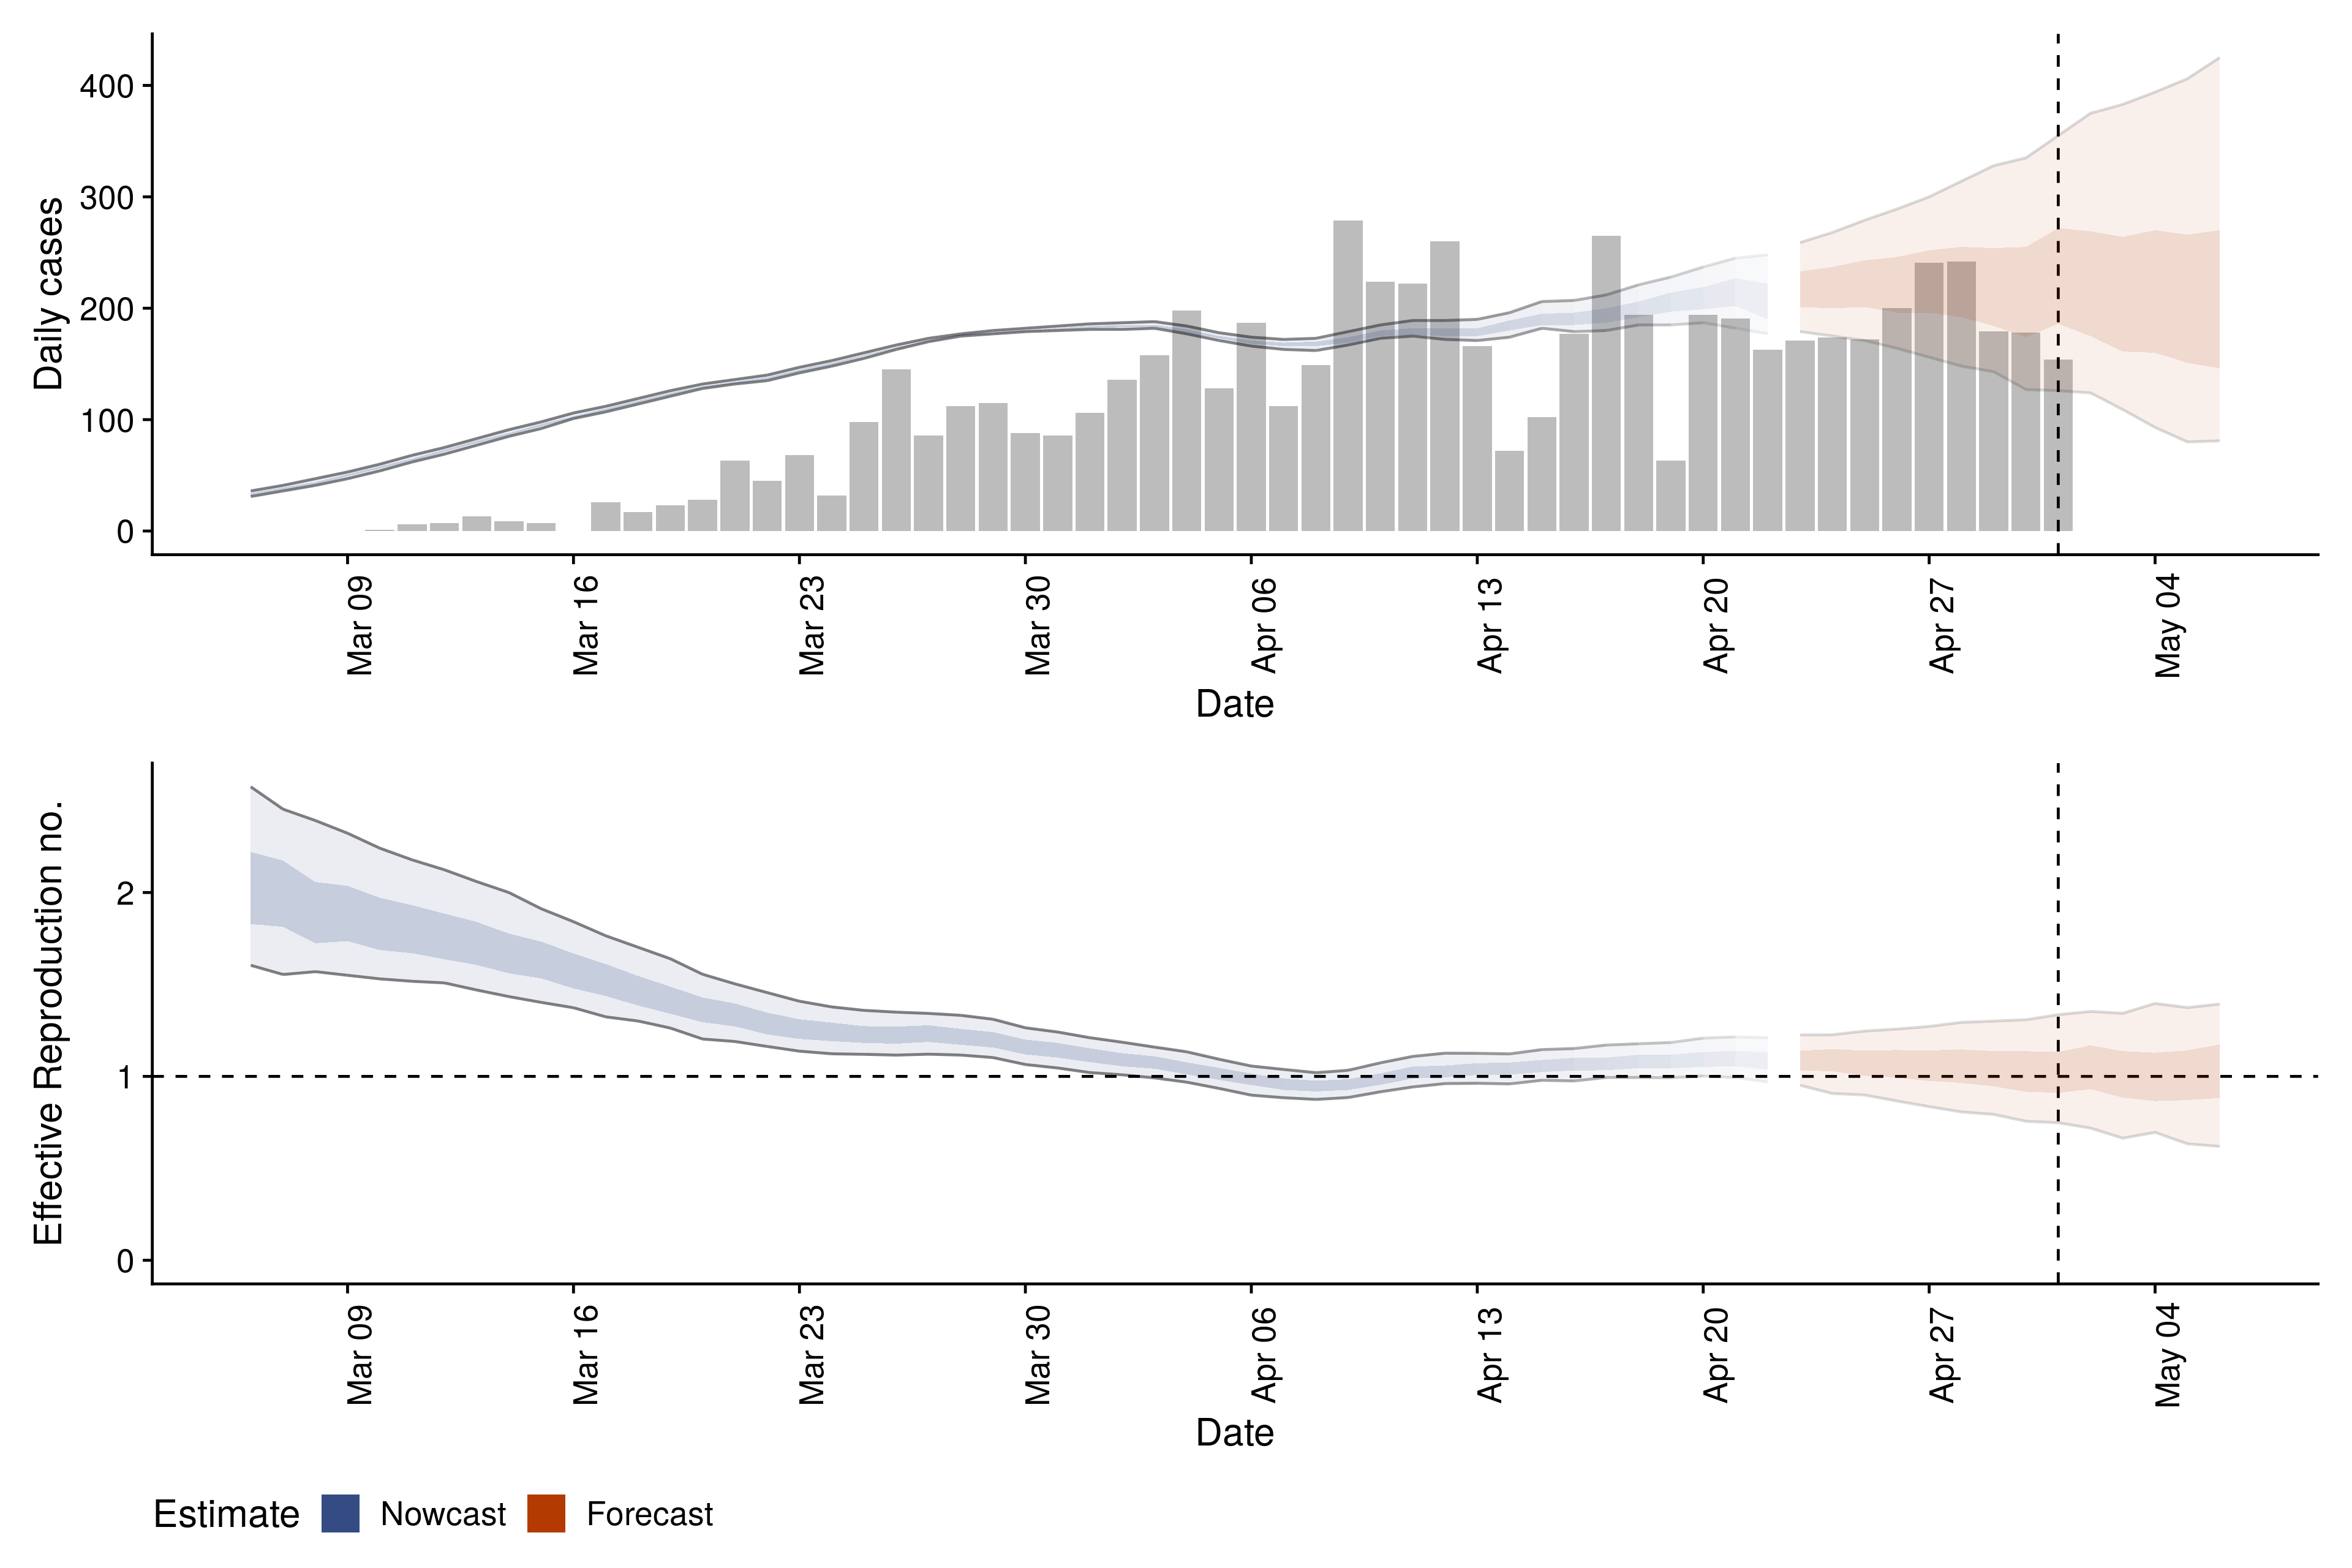 Daily cases
400
300
200
100
0
Mar 09
Mar 16
Mar 23
Mar 30
Apr 06
Apr 13
Apr 20
Apr 27
May 04
Date
Effective Reproduction no.
2
1
0
Mar 09
Mar 16
Mar 23
Mar 30
Apr 06
Apr 13
Apr 20
Apr 27
May 04
Date
Estimate Nowcast Forecast